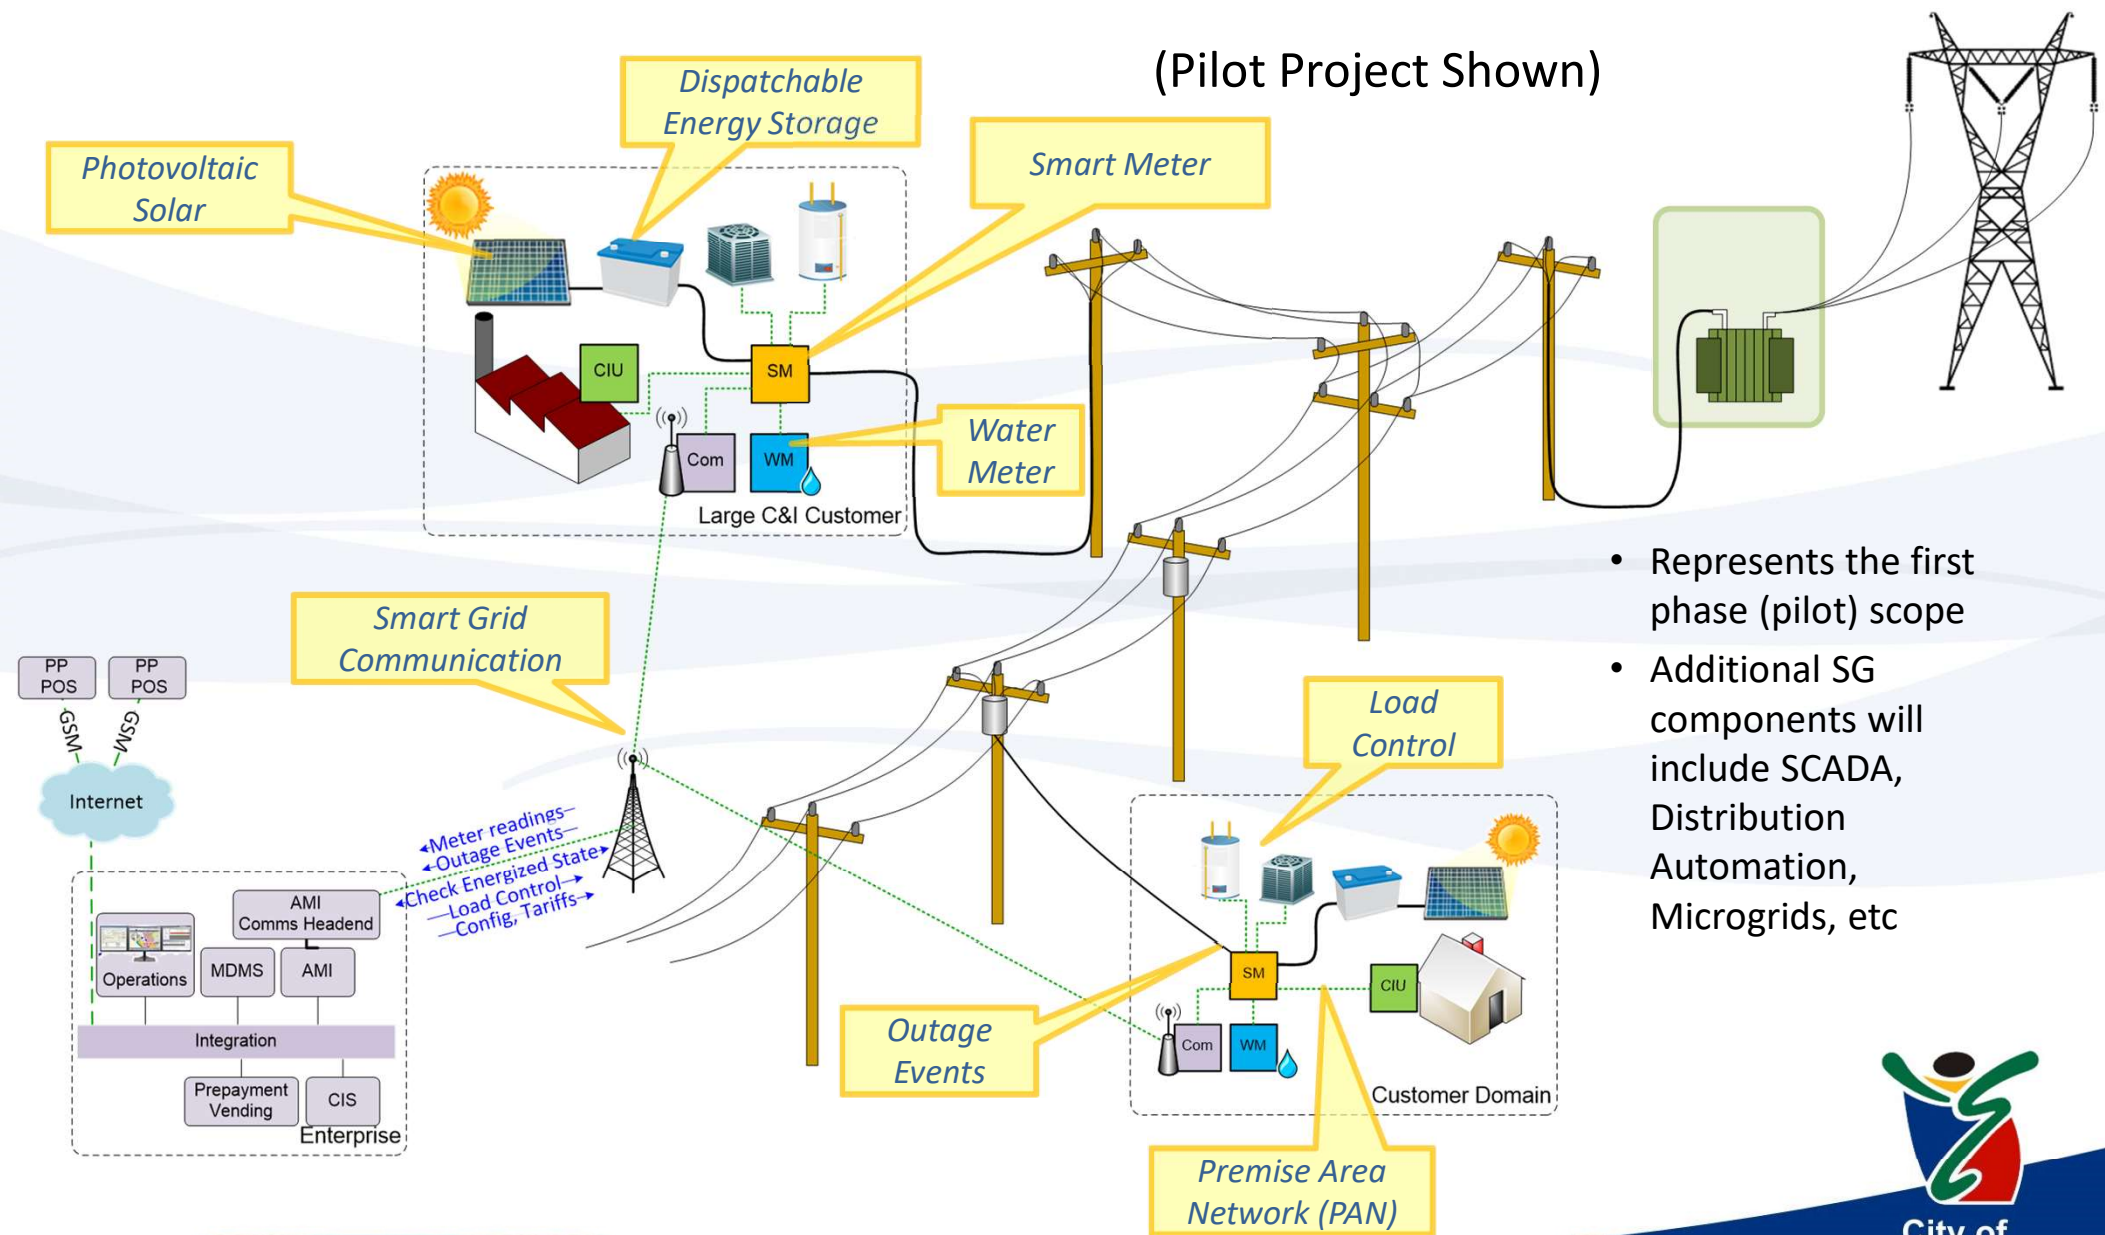 (Pilot Project Shown)
Dispatchable
Energy Storage
Photovoltaic
Solar
Smart Meter
CIU
SM
Com
WM
Water
Meter
Large C&I Customer
Smart Grid
Communication
PP
POS
PP
POS
GSM
GSM
Internet
Meter readings
Outage Events
Check Energized State
Load Control
Config, Tariffs
AMI
Comms Headend
Operations
MDMS
AMI
Integration
Prepayment
Vending
CIS
Enterprise
Load
Control
SM
CIU
Com
WM
Outage
Events
Customer Domain
Premise Area
Network (PAN)
• Represents the first
phase (pilot) scope
• Additional SG
components will
include SCADA,
Distribution
Automation,
Microgrids, etc
City of